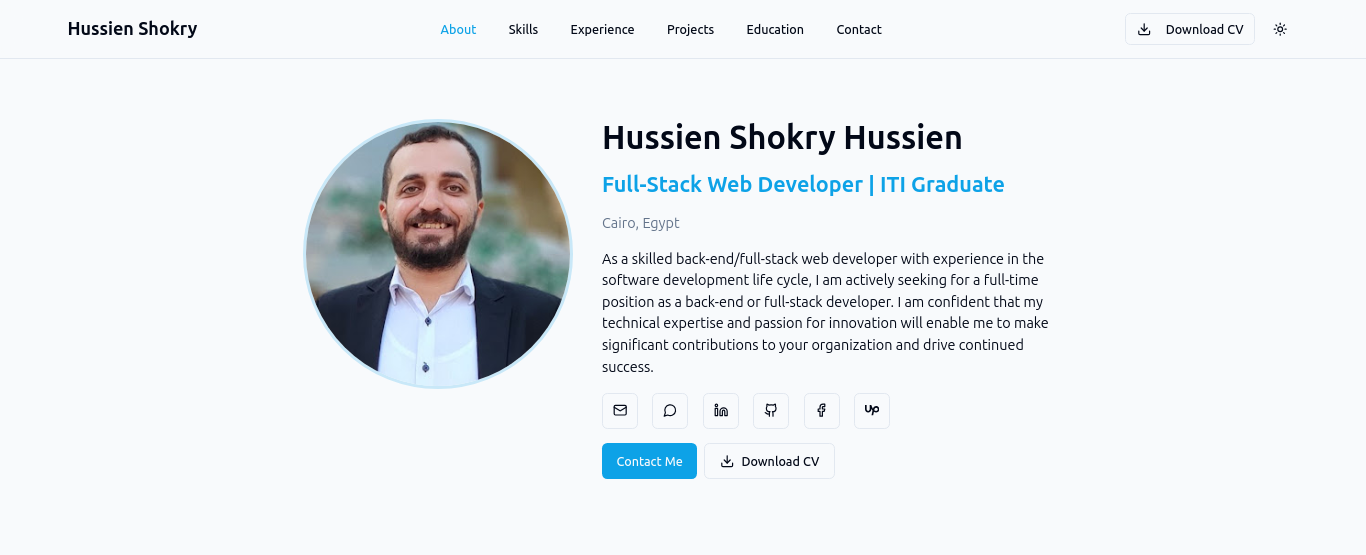 Hussien Shokry
About
Skills
Experience
Projects
Education
Contact
Download CV
Hussien Shokry Hussien
Full-Stack Web Developer | ITI Graduate
Cairo, Egypt
As a skilled back-end/full-stack web developer with experience in the
software development life cycle, I am actively seeking for a full-time
position as a back-end or full-stack developer. I am confident that my
technical expertise and passion for innovation will enable me to make
significant contributions to your organization and drive continued
success.
in
up
Contact Me
Download CV